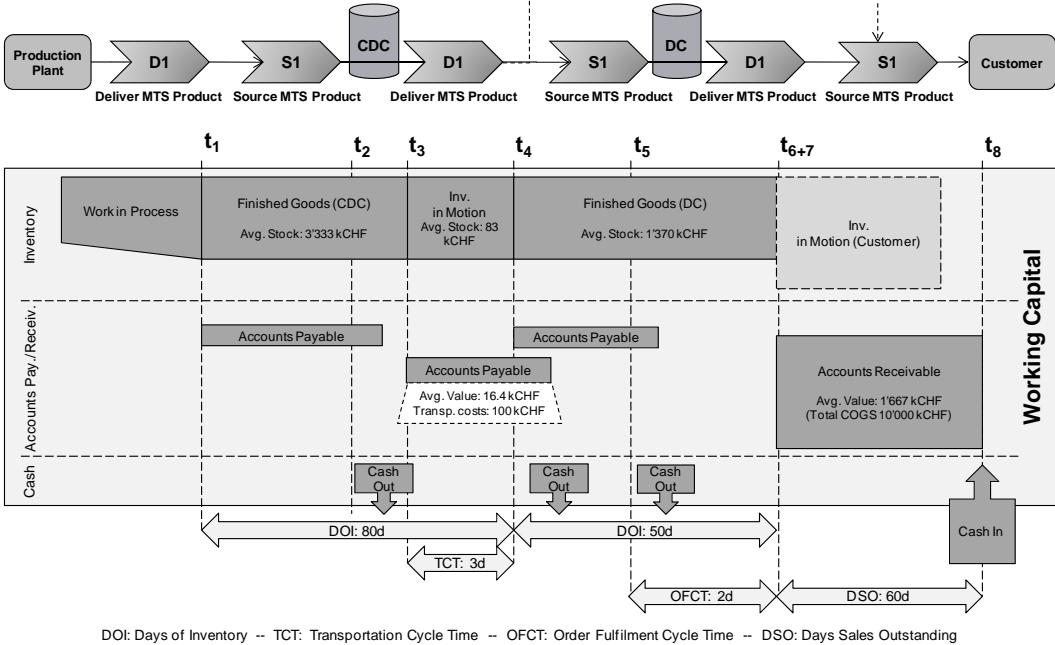 Production
Plant
D1
S1
CDC
D1
S1
DC
D1
S1
Customer
Deliver MTS Product
Source MTS Product
Deliver MTS Product
Source MTS Product
Deliver MTS Product
Source MTS Product
t1
t2
t3
t4
t5
t6+7
t8
Inventory
Work in Process
Finished Goods (CDC)
Avg. Stock: 3'333 kCHF
Inv.
in Motion
Avg. Stock: 83
kCHF
Finished Goods (DC)
Avg. Stock: 1'370 kCHF
Inv.
in Motion (Customer)
Working Capital
Accounts Pay./Receiv.
Accounts Payable
Accounts Payable
Accounts Payable
Avg. Value: 16.4 kCHF
Transp. costs: 100 kCHF
Accounts Receivable
Avg. Value: 1'667 kCHF
(Total COGS 10'000 kCHF)
Cash
Cash
Out
Cash
Out
Cash
Out
Cash In
DOI: 80d
DOI: 50d
TCT: 3d
OFCT: 2d
DSO: 60d
DOI: Days of Inventory -- TCT: Transportation Cycle Time -- OFCT: Order Fulfilment Cycle Time -- DSO: Days Sales Outstanding